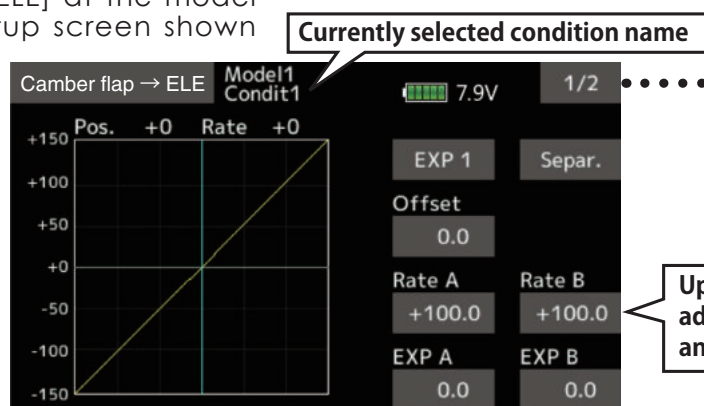 ELE] at the model
tup screen shown
Currently selected condition name
Camber flap → ELE
Model1
Condit1
7.9V
1/2
Pos. +0 Rate +0
+150
+100
+50
+0
-50
-100
-150
EXP 1 Separ.
Offset
0.0
Rate A Rate B
+100.0 +100.0
EXP A EXP B
0.0 0.0
Up
ad
an